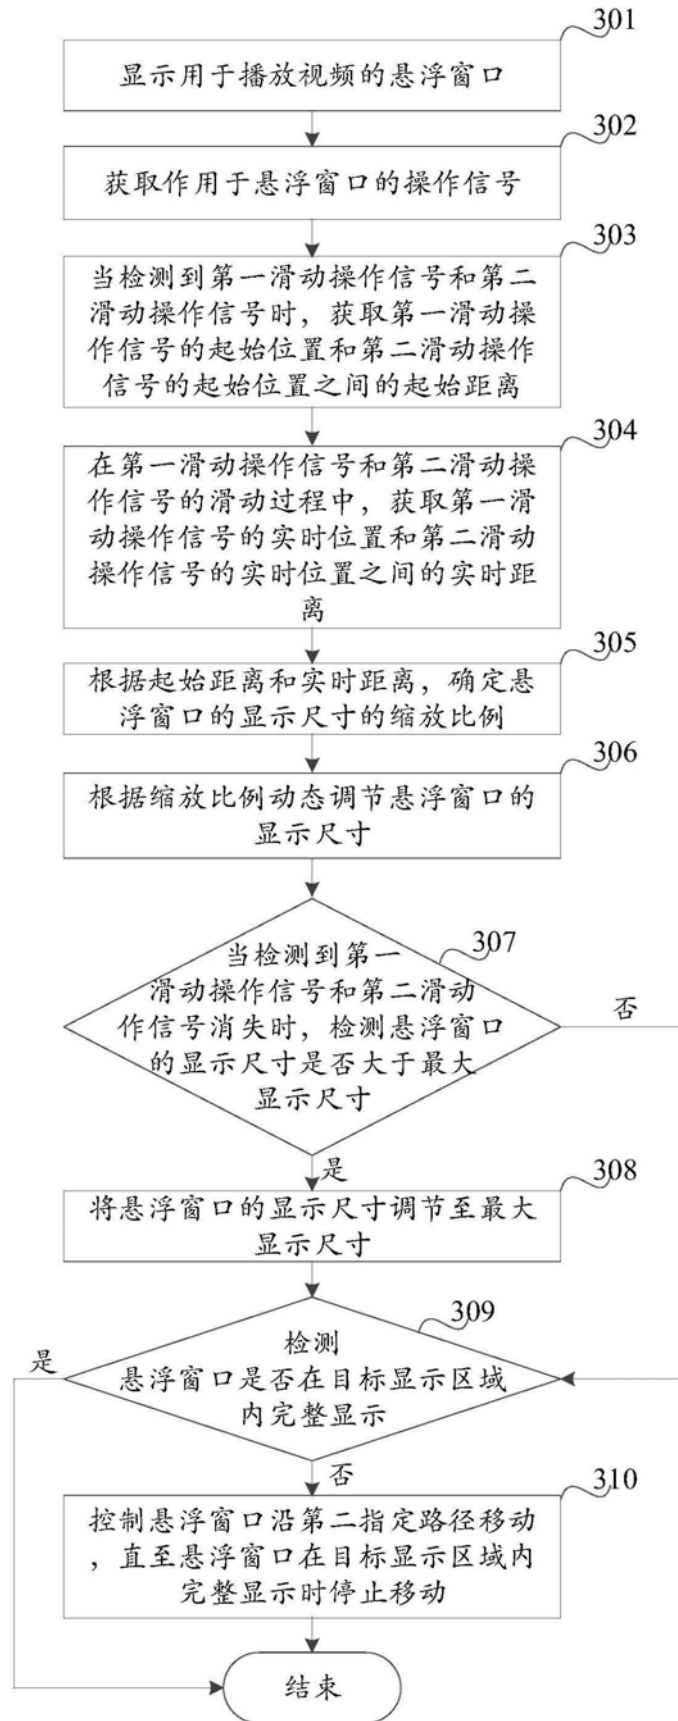 301
显示用于播放视频的悬浮窗口
302
获取作用于悬浮窗口的操作信号
303
当检测到第一滑动操作信号和第二
滑动操作信号时，获取第一滑动操
作信号的起始位置和第二滑动操作
信号的起始位置之间的起始距离
304
在第一滑动操作信号和第二滑动操
作信号的滑动过程中，获取第一滑
动操作信号的实时位置和第二滑动
操作信号的实时位置之间的实时距
离
305
根据起始距离和实时距离，确定悬
浮窗口的显示尺寸的缩放比例
306
根据缩放比例动态调节悬浮窗口的
显示尺寸
307
当检测到第一
滑动操作信号和第二滑动
作信号消失时，检测悬浮窗口
的显示尺寸是否大于最大
显示尺寸
否
是
308
将悬浮窗口的显示尺寸调节至最大
显示尺寸
309
检测
悬浮窗口是否在目标显示区域
内完整显示
是
否
310
控制悬浮窗口沿第二指定路径移动
，直至悬浮窗口在目标显示区域内
完整显示时停止移动
结束